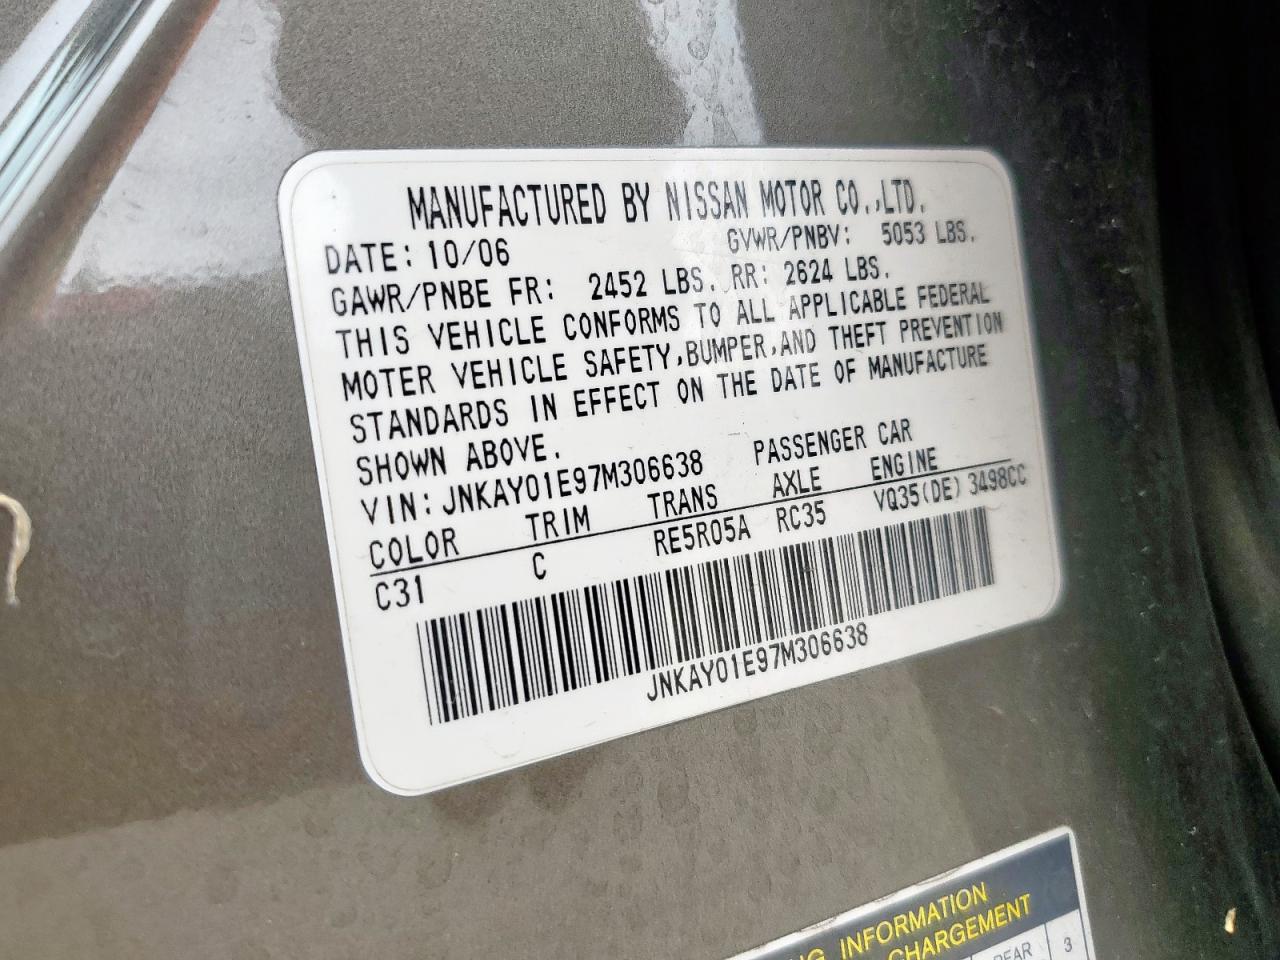 MANUFACTURED BY NISSAN MOTOR CO.,LTD.
DATE: 10/06 GVWR/PNBV: 5053 LBS.
GAWR/PNBE FR: 2452 LBS. RR: 2624 LBS.
THIS VEHICLE CONFORMS TO ALL APPLICABLE FEDERAL
MOTER VEHICLE SAFETY,BUMPER,AND THEFT PREVENTION
STANDARDS IN EFFECT ON THE DATE OF MANUFACTURE
SHOWN ABOVE.
VIN: JNKAY01E97M306638 PASSENGER CAR
COLOR TRIM TRANS AXLE ENGINE
C31 C RE5R05A RC35 VQ35(DE) 3498CC
JNKAY01E97M306638
INFORMATION
CHARGEMENT
REAR 3